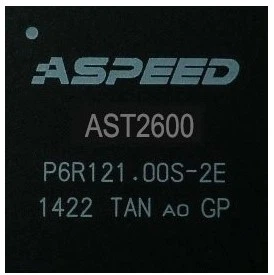 ASPEED
AST2600
P6R121.00S-2E
1422 TAN A0 GP